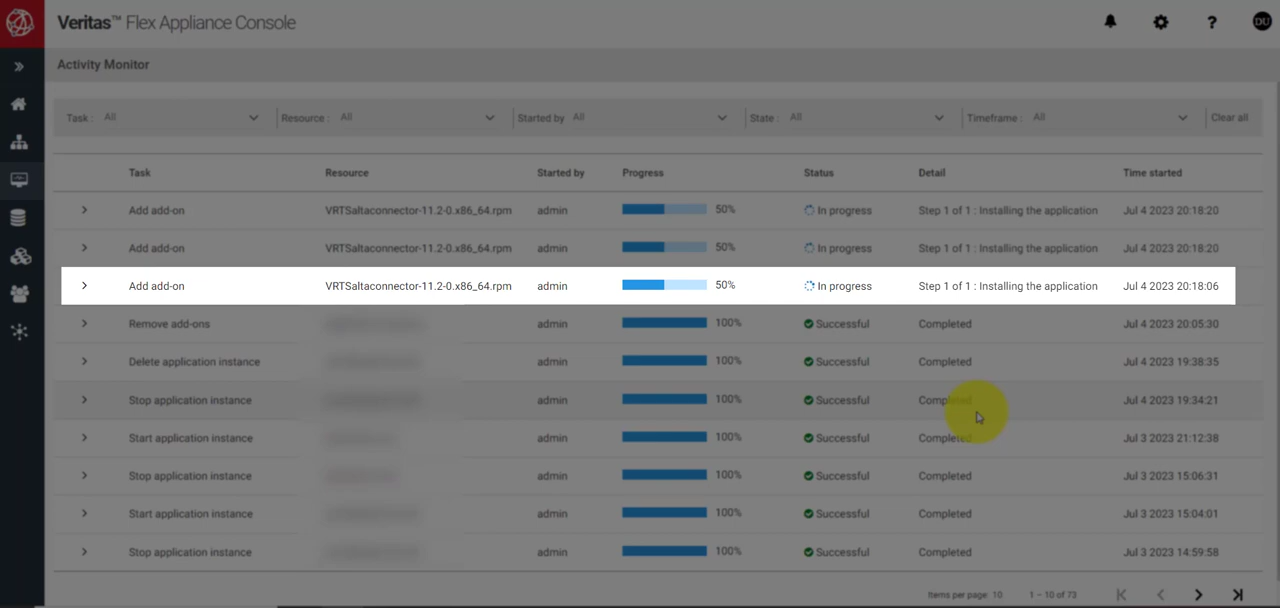 Veritas™ Flex Appliance Console
DU
Activity Monitor
Task : All Resource : All Started by All State : All Timeframe : All Clear all
Task Resource Started by Progress Status Detail Time started
Add add-on VRTSaltaconnector-11.2-0.x86_64.rpm admin 50% In progress Step 1 of 1 : Installing the application Jul 4 2023 20:18:20
Add add-on VRTSaltaconnector-11.2-0.x86_64.rpm admin 50% In progress Step 1 of 1 : Installing the application Jul 4 2023 20:18:20
Add add-on VRTSaltaconnector-11.2-0.x86_64.rpm admin 50% In progress Step 1 of 1 : Installing the application Jul 4 2023 20:18:06
Remove add-ons admin 100% Successful Completed Jul 4 2023 20:05:30
Delete application instance admin 100% Successful Completed Jul 4 2023 19:38:35
Stop application instance admin 100% Successful Completed Jul 4 2023 19:34:21
Start application instance admin 100% Successful Completed Jul 3 2023 21:12:38
Stop application instance admin 100% Successful Completed Jul 3 2023 15:06:31
Start application instance admin 100% Successful Completed Jul 3 2023 15:04:01
Stop application instance admin 100% Successful Completed Jul 3 2023 14:59:58
Items per page: 10 1 – 10 of 73